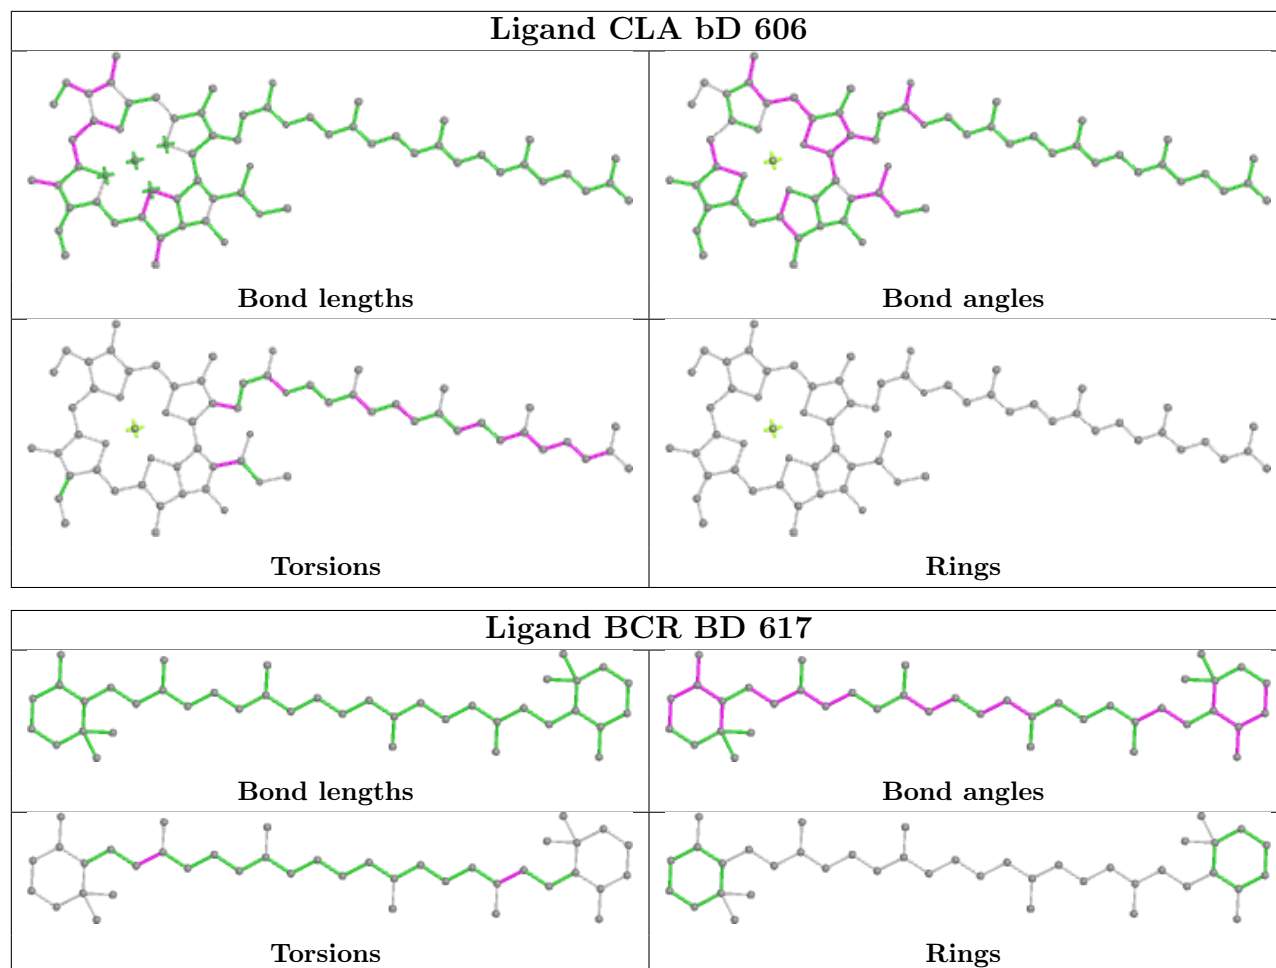 Ligand CLA bD 606
Bond lengths
Bond angles
Torsions
Rings
Ligand BCR BD 617
Bond lengths
Bond angles
Torsions
Rings